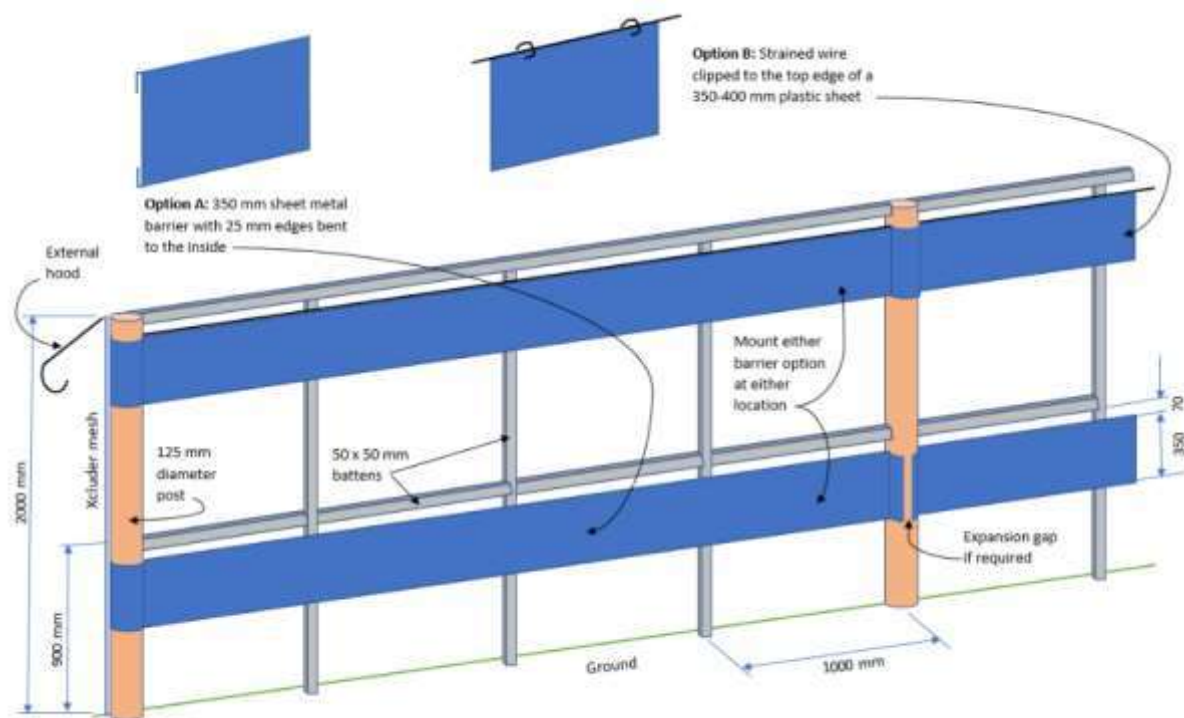 Option A: 350 mm sheet metal
barrier with 25 mm edges bent
to the inside
Option B: Strained wire
clipped to the top edge of a
350-400 mm plastic sheet
External
hood
2000 mm
Xcluder mesh
125 mm
diameter
post
50 x 50 mm
battens
Mount either
barrier option
at either
location
70
350
900 mm
Expansion gap
if required
Ground
1000 mm